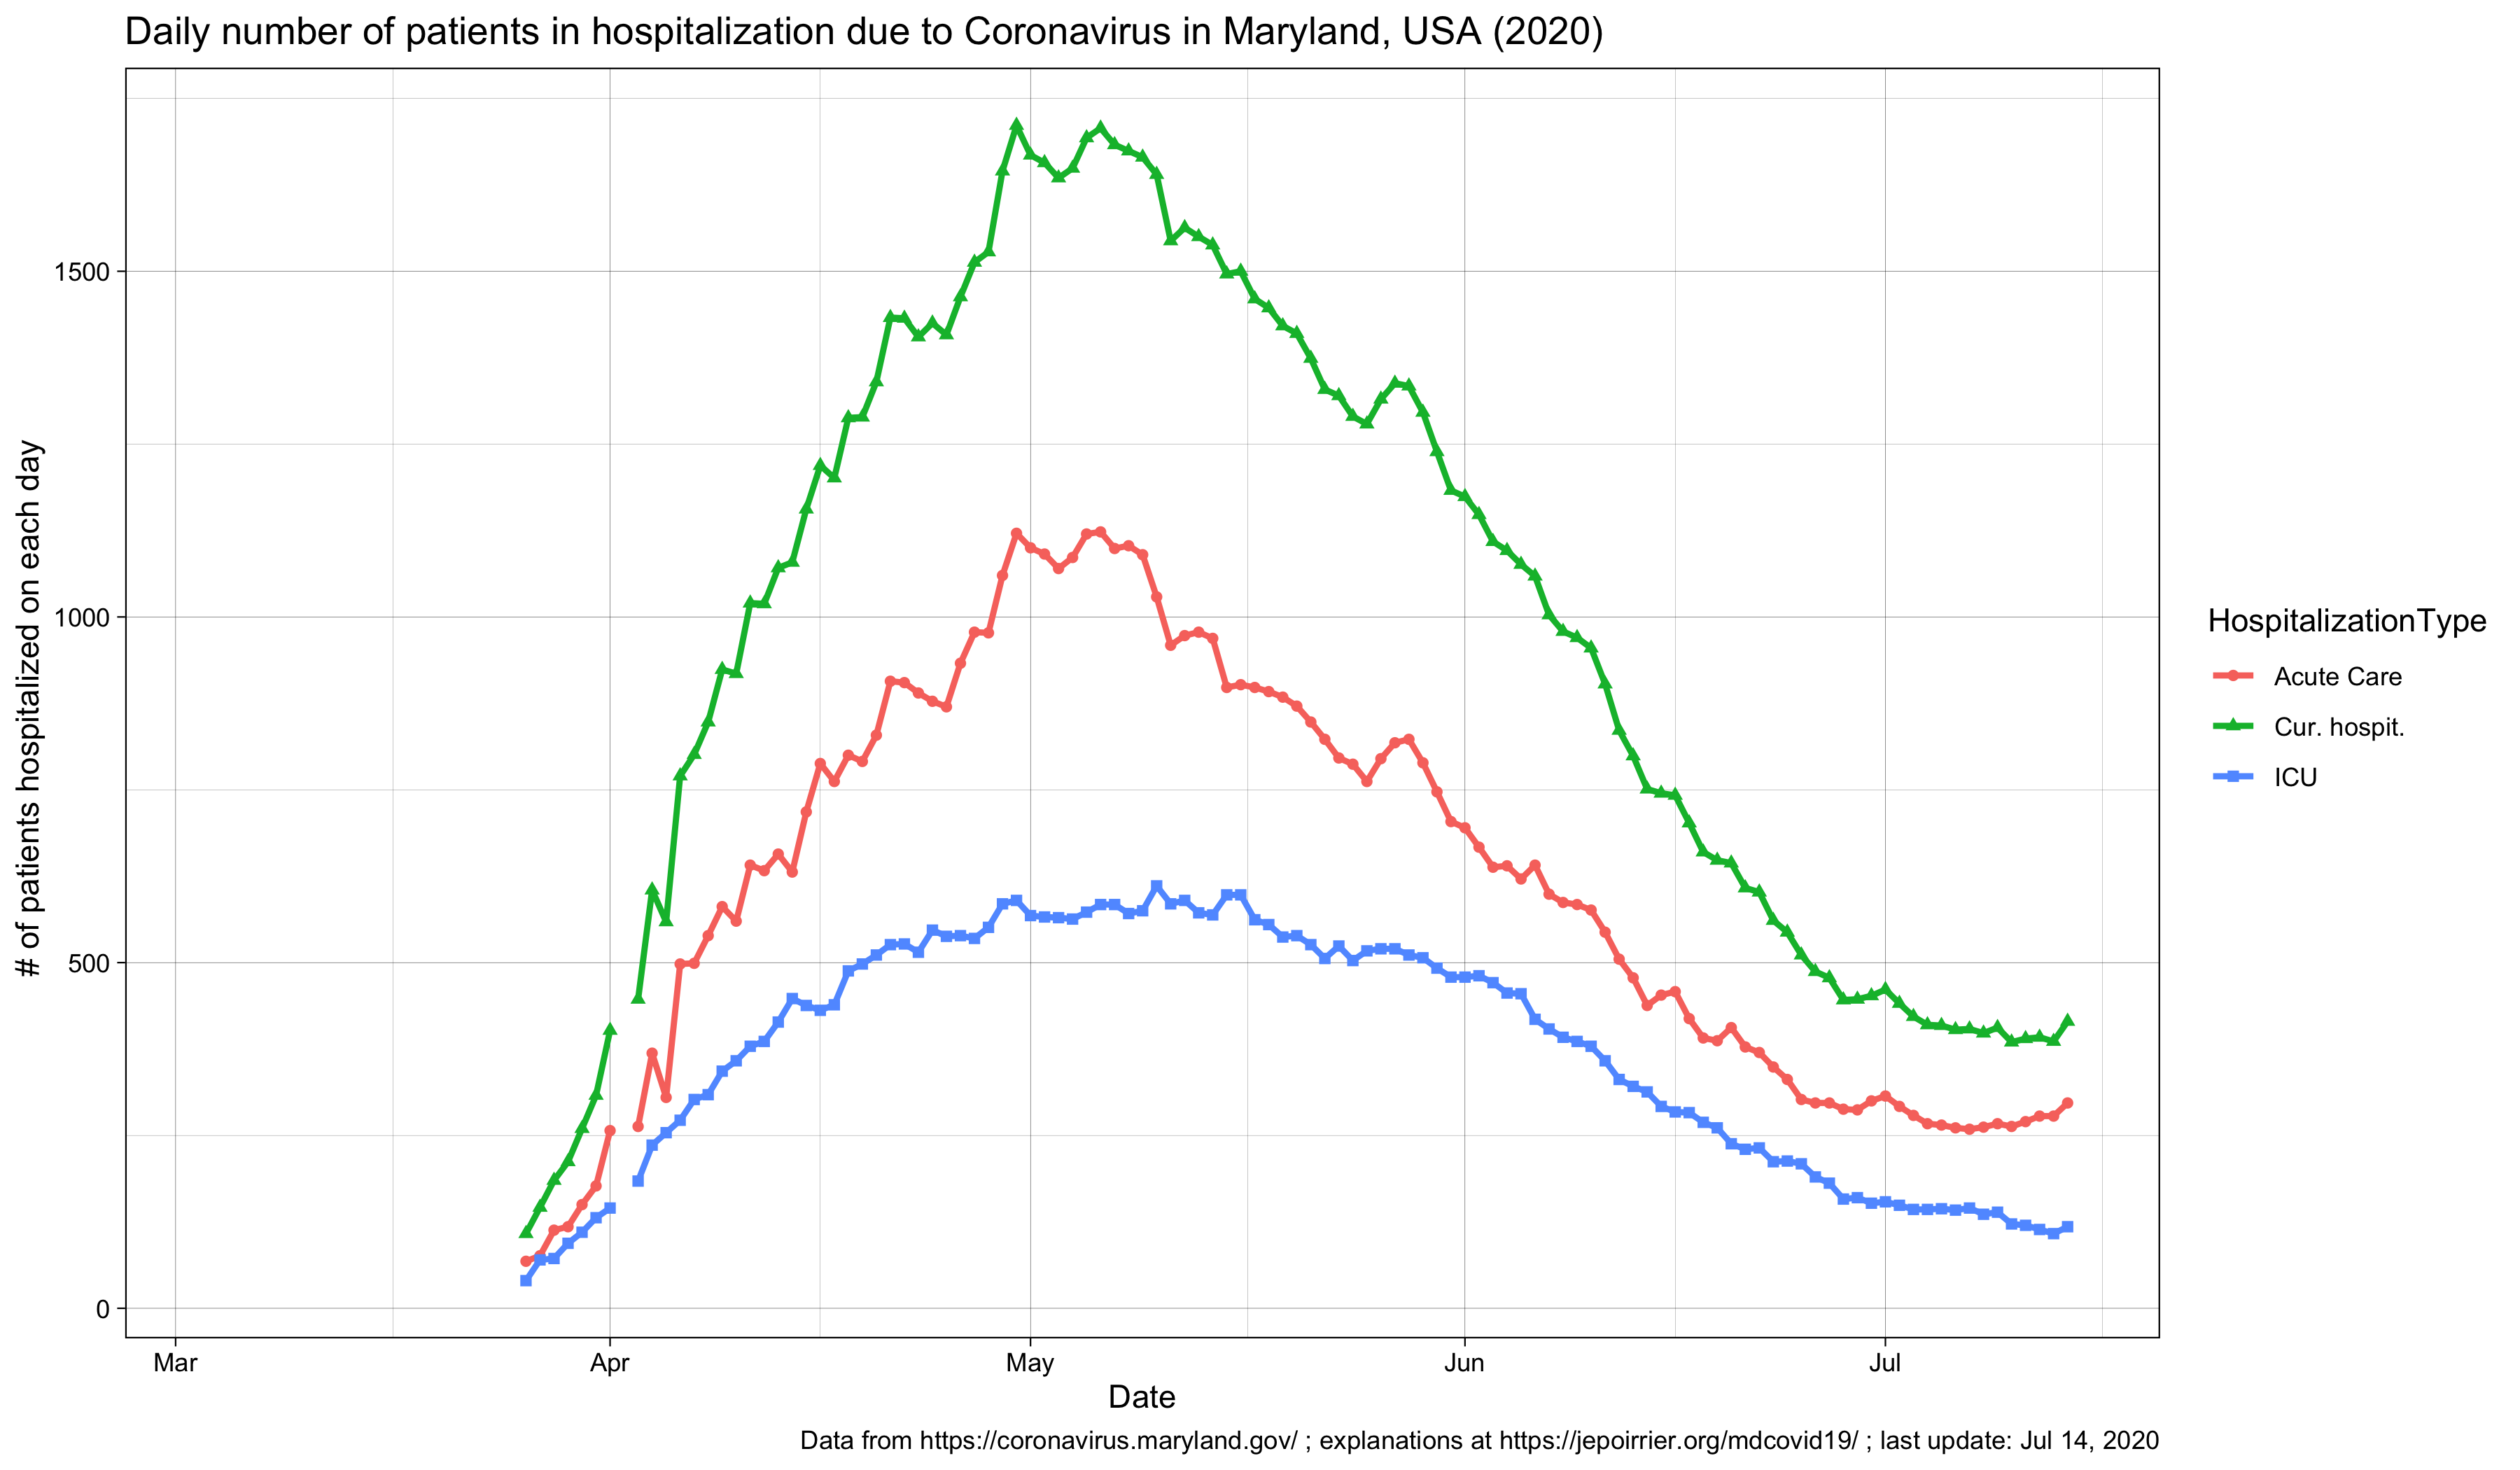 Daily number of patients in hospitalization due to Coronavirus in Maryland, USA (2020)
# of patients hospitalized on each day
1500
1000
500
0
Mar
Apr
May
Jun
Jul
Date
HospitalizationType
Acute Care
Cur. hospit.
ICU
Data from https://coronavirus.maryland.gov/ ; explanations at https://jepoirrier.org/mdcovid19/ ; last update: Jul 14, 2020